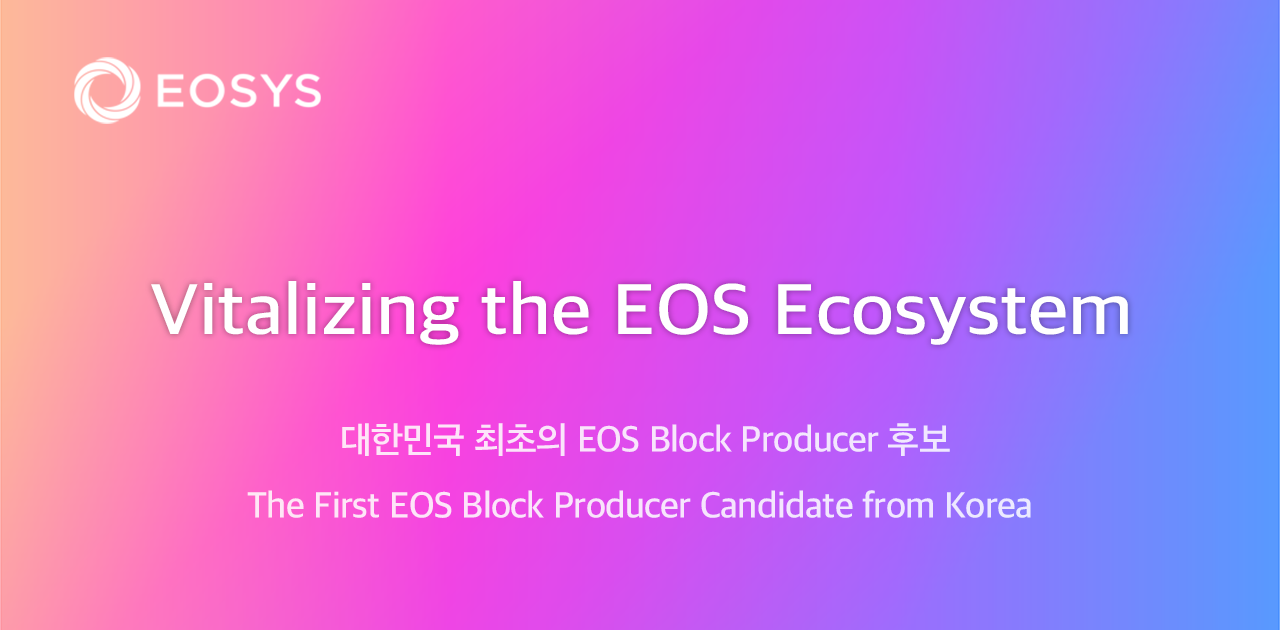 EOSYS
Vitalizing the EOS Ecosystem
대한민국 최초의 EOS Block Producer 후보
The First EOS Block Producer Candidate from Korea